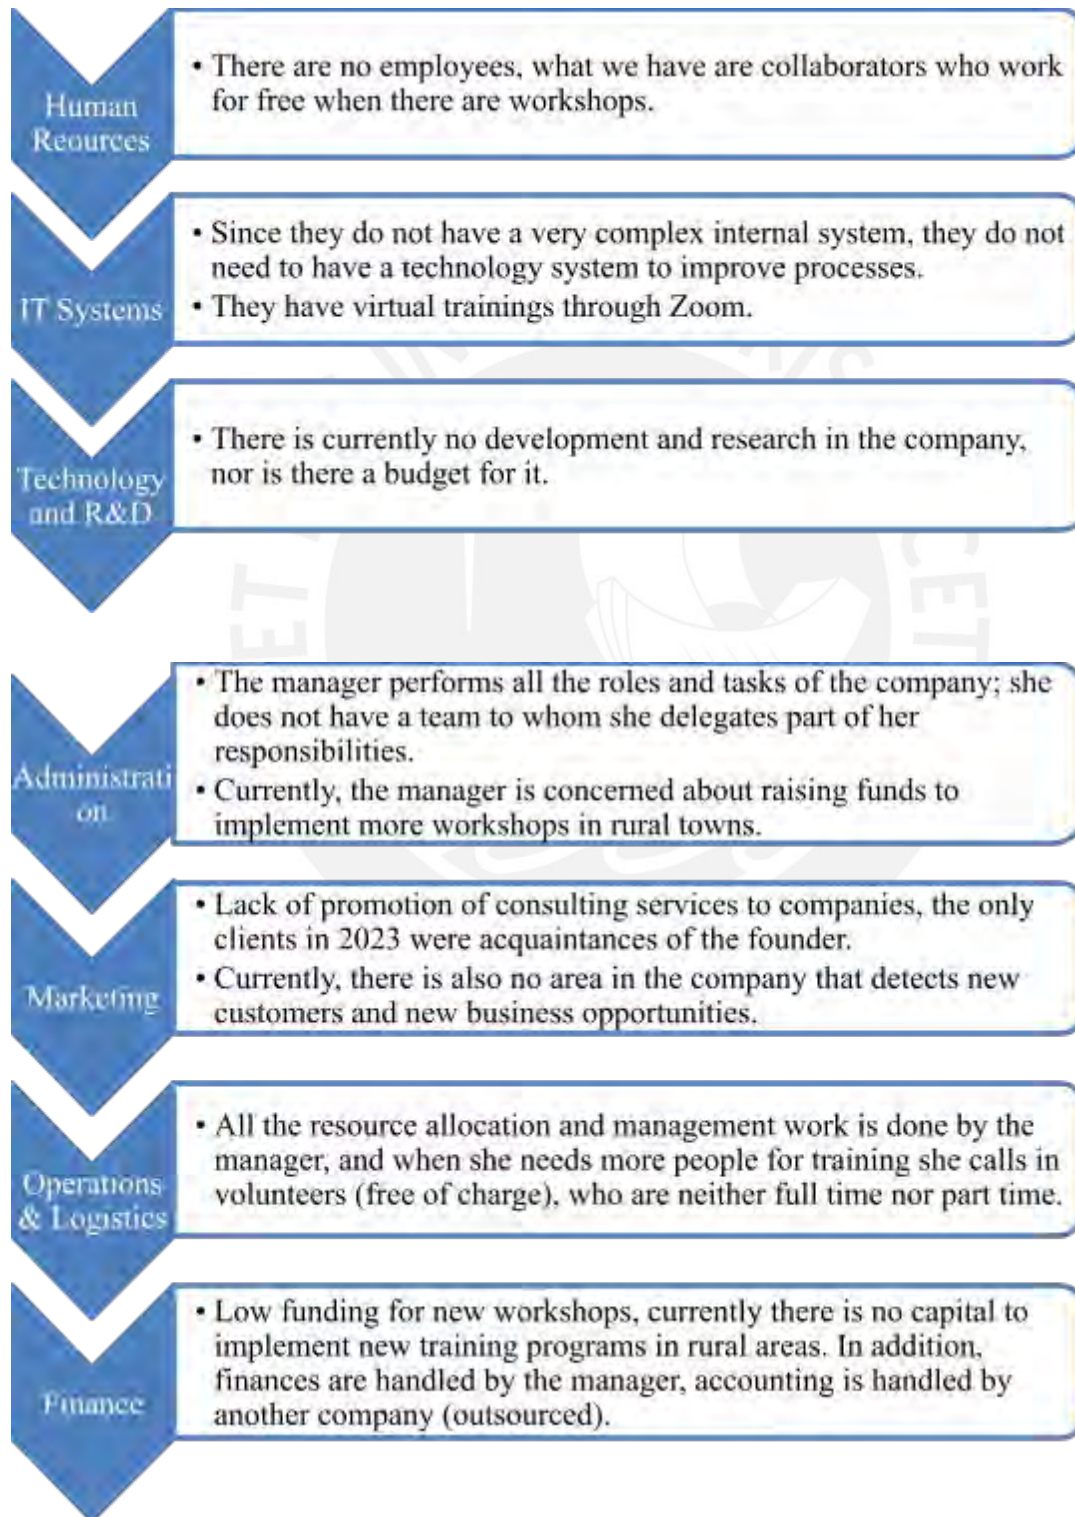 Human
Reources
• There are no employees, what we have are collaborators who work
for free when there are workshops.
IT Systems
• Since they do not have a very complex internal system, they do not
need to have a technology system to improve processes.
• They have virtual trainings through Zoom.
Technology
and R&D
• There is currently no development and research in the company,
nor is there a budget for it.
Administrati
on
• The manager performs all the roles and tasks of the company; she
does not have a team to whom she delegates part of her
responsibilities.
• Currently, the manager is concerned about raising funds to
implement more workshops in rural towns.
Marketing
• Lack of promotion of consulting services to companies, the only
clients in 2023 were acquaintances of the founder.
• Currently, there is also no area in the company that detects new
customers and new business opportunities.
Operations
& Logistics
• All the resource allocation and management work is done by the
manager, and when she needs more people for training she calls in
volunteers (free of charge), who are neither full time nor part time.
Finance
• Low funding for new workshops, currently there is no capital to
implement new training programs in rural areas. In addition,
finances are handled by the manager, accounting is handled by
another company (outsourced).